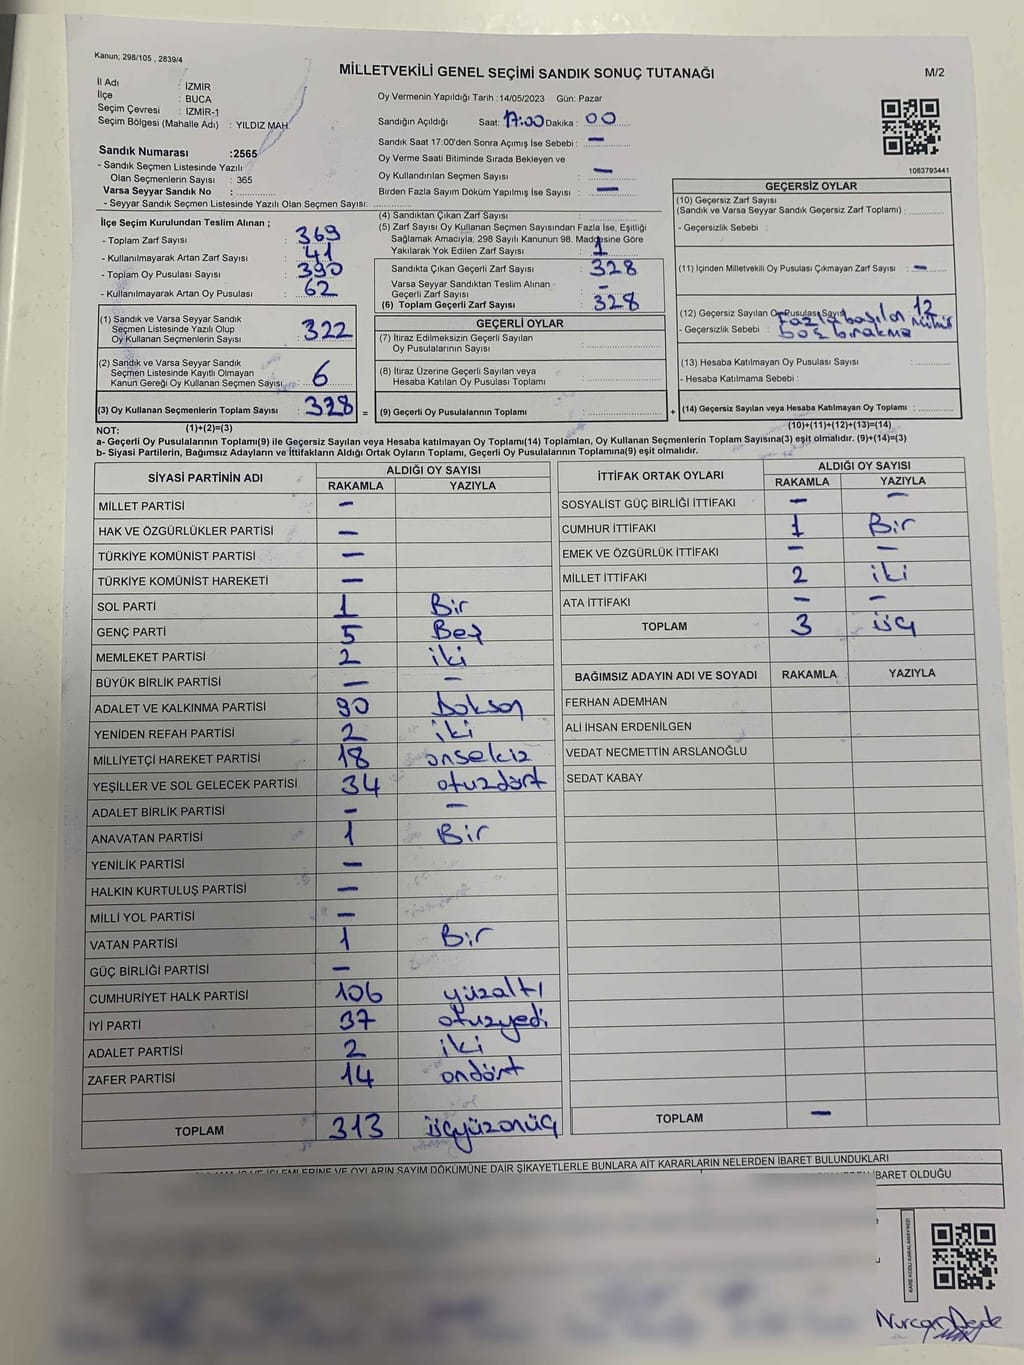 Kanun; 298/105 , 2839/4
MİLLETVEKİLİ GENEL SEÇİMİ SANDIK SONUÇ TUTANAĞI
M/2
İl Adı : İZMİR
İlçe : BUCA
Seçim Çevresi : İZMİR-1
Seçim Bölgesi (Mahalle Adı) : YILDIZ MAH.
Sandık Numarası :2565
- Sandık Seçmen Listesinde Yazılı
Olan Seçmenlerin Sayısı : 365
Varsa Seyyar Sandık No :
- Seyyar Sandık Seçmen Listesinde Yazılı Olan Seçmen Sayısı:
Oy Vermenin Yapıldığı Tarih :14/05/2023 Gün: Pazar
Sandığın Açıldığı Saat: 17:00 Dakika : 00
Sandık Saat 17:00'den Sonra Açımış İse Sebebi : —
Oy Verme Saati Bitiminde Sırada Bekleyen ve
Oy Kullandırılan Seçmen Sayısı : —
Birden Fazla Sayım Döküm Yapılmış İse Sayısı : —
1083793441
İlçe Seçim Kurulundan Teslim Alınan ;
- Toplam Zarf Sayısı : 369
- Kullanılmayarak Artan Zarf Sayısı : 41
- Toplam Oy Pusulası Sayısı : 390
- Kullanılmayarak Artan Oy Pusulası : 62
(1) Sandık ve Varsa Seyyar Sandık
Seçmen Listesinde Yazılı Olup
Oy Kullanan Seçmenlerin Sayısı : 322
(2) Sandık ve Varsa Seyyar Sandık
Seçmen Listesinde Kayıtlı Olmayan
Kanun Gereği Oy Kullanan Seçmen Sayısı : 6
(3) Oy Kullanan Seçmenlerin Toplam Sayısı : 328 =
(4) Sandıktan Çıkan Zarf Sayısı :
(5) Zarf Sayısı Oy Kullanan Seçmen Sayısından Fazla İse, Eşitliği
Sağlamak Amacıyla; 298 Sayılı Kanunun 98. Maddesine Göre
Yakılarak Yok Edilen Zarf Sayısı : 1
Sandıkta Çıkan Geçerli Zarf Sayısı : 328
Varsa Seyyar Sandıktan Teslim Alınan
Geçerli Zarf Sayısı : —
(6) Toplam Geçerli Zarf Sayısı : 328
GEÇERLİ OYLAR
(7) İtiraz Edilmeksizin Geçerli Sayılan
Oy Pusulalarının Sayısı :
(8) İtiraz Üzerine Geçerli Sayılan veya
Hesaba Katılan Oy Pusulası Toplamı :
(9) Geçerli Oy Pusulalarının Toplamı : +
GEÇERSİZ OYLAR
(10) Geçersiz Zarf Sayısı
(Sandık ve Varsa Seyyar Sandık Geçersiz Zarf Toplamı) :
- Geçersizlik Sebebi :
(11) İçinden Milletvekili Oy Pusulası Çıkmayan Zarf Sayısı : —
(12) Geçersiz Sayılan Oy Pusulası Sayısı 12
- Geçersizlik Sebebi : Fazla basılan mühür
boş bırakma
(13) Hesaba Katılmayan Oy Pusulası Sayısı :
- Hesaba Katılmama Sebebi :
(14) Geçersiz Sayılan veya Hesaba Katılmayan Oy Toplamı :
NOT: (1)+(2)=(3)
(10)+(11)+(12)+(13)=(14)
a- Geçerli Oy Pusulalarının Toplamı(9) ile Geçersiz Sayılan veya Hesaba katılmayan Oy Toplamı(14) Toplamları, Oy Kullanan Seçmenlerin Toplam Sayısına(3) eşit olmalıdır. (9)+(14)=(3)
b- Siyasi Partilerin, Bağımsız Adayların ve İttifakların Aldığı Ortak Oyların Toplamı, Geçerli Oy Pusulalarının Toplamına(9) eşit olmalıdır.
SİYASİ PARTİNİN ADI ALDIĞI OY SAYISI
RAKAMLA YAZIYLA
MİLLET PARTİSİ —
HAK VE ÖZGÜRLÜKLER PARTİSİ —
TÜRKİYE KOMÜNİST PARTİSİ —
TÜRKİYE KOMÜNİST HAREKETİ —
SOL PARTİ 1 Bir
GENÇ PARTİ 5 Beş
MEMLEKET PARTİSİ 2 iki
BÜYÜK BİRLİK PARTİSİ — —
ADALET VE KALKINMA PARTİSİ 90 Doksan
YENİDEN REFAH PARTİSİ 2 iki
MİLLİYETÇİ HAREKET PARTİSİ 18 onsekiz
YEŞİLLER VE SOL GELECEK PARTİSİ 34 otuzdört
ADALET BİRLİK PARTİSİ — —
ANAVATAN PARTİSİ 1 Bir
YENİLİK PARTİSİ —
HALKIN KURTULUŞ PARTİSİ —
MİLLİ YOL PARTİSİ —
VATAN PARTİSİ 1 Bir
GÜÇ BİRLİĞİ PARTİSİ —
CUMHURİYET HALK PARTİSİ 106 yüzaltı
İYİ PARTİ 37 otuzyedi
ADALET PARTİSİ 2 iki
ZAFER PARTİSİ 14 ondört
TOPLAM 313 üçyüzonüç
İTTİFAK ORTAK OYLARI ALDIĞI OY SAYISI
RAKAMLA YAZIYLA
SOSYALİST GÜÇ BİRLİĞİ İTTİFAKI — —
CUMHUR İTTİFAKI 1 Bir
EMEK VE ÖZGÜRLÜK İTTİFAKI — —
MİLLET İTTİFAKI 2 iki
ATA İTTİFAKI — —
TOPLAM 3 üç
BAĞIMSIZ ADAYIN ADI VE SOYADI RAKAMLA YAZIYLA
FERHAN ADEMHAN
ALİ İHSAN ERDENİLGEN
VEDAT NECMETTİN ARSLANOĞLU
SEDAT KABAY
TOPLAM —
İŞLEMLERİNE VE OYLARIN SAYIM DÖKÜMÜNE DAİR ŞİKAYETLERLE BUNLARA AİT KARARLARIN NELERDEN İBARET BULUNDUKLARI
İBARET OLDUĞU
KARE KODU KARALAMAYINIZ!
Nurcan Dede